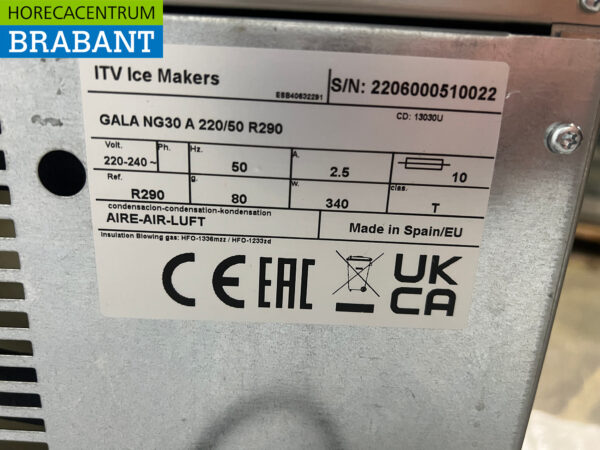 HORECACENTRUM
BRABANT
ITV Ice Makers
ESB40632291
S/N: 2206000510022
CD: 13030U
GALA NG30 A 220/50 R290
Volt. Ph. Hz. A.
220-240 ~ 50 2.5 10
Ref. g. w. clas.
R290 80 340 T
condensacion-condensation-kondensation
AIRE-AIR-LUFT
Made in Spain/EU
Insulation Blowing gas: HFO-1336mzz / HFO-1233zd
CE EAC UK
CA